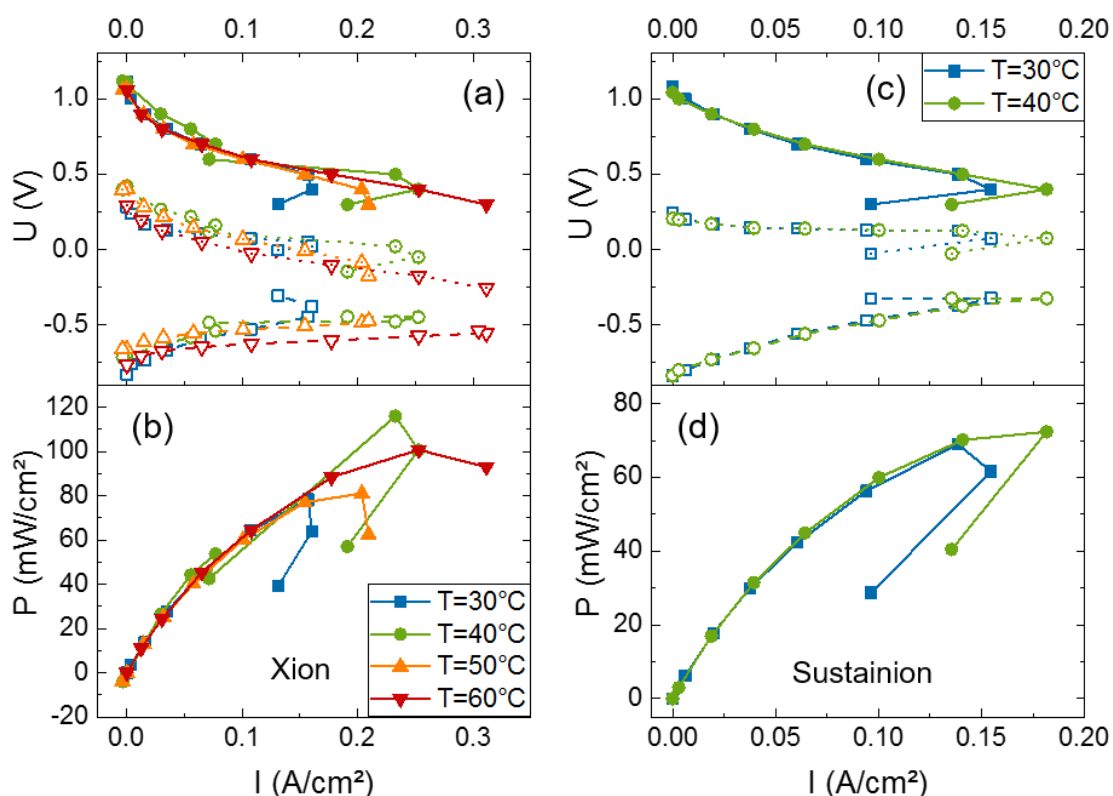 0.0 0.1 0.2 0.3
0.00 0.05 0.10 0.15 0.20
(a)
1.0
0.5
0.0
-0.5
U (V)
(c)
T=30°C
T=40°C
1.0
0.5
0.0
-0.5
U (V)
(b)
120
100
80
60
40
20
0
-20
P (mW/cm²)
Xion
T=30°C
T=40°C
T=50°C
T=60°C
0.0 0.1 0.2 0.3
I (A/cm²)
(d)
80
60
40
20
0
P (mW/cm²)
Sustainion
0.00 0.05 0.10 0.15 0.20
I (A/cm²)